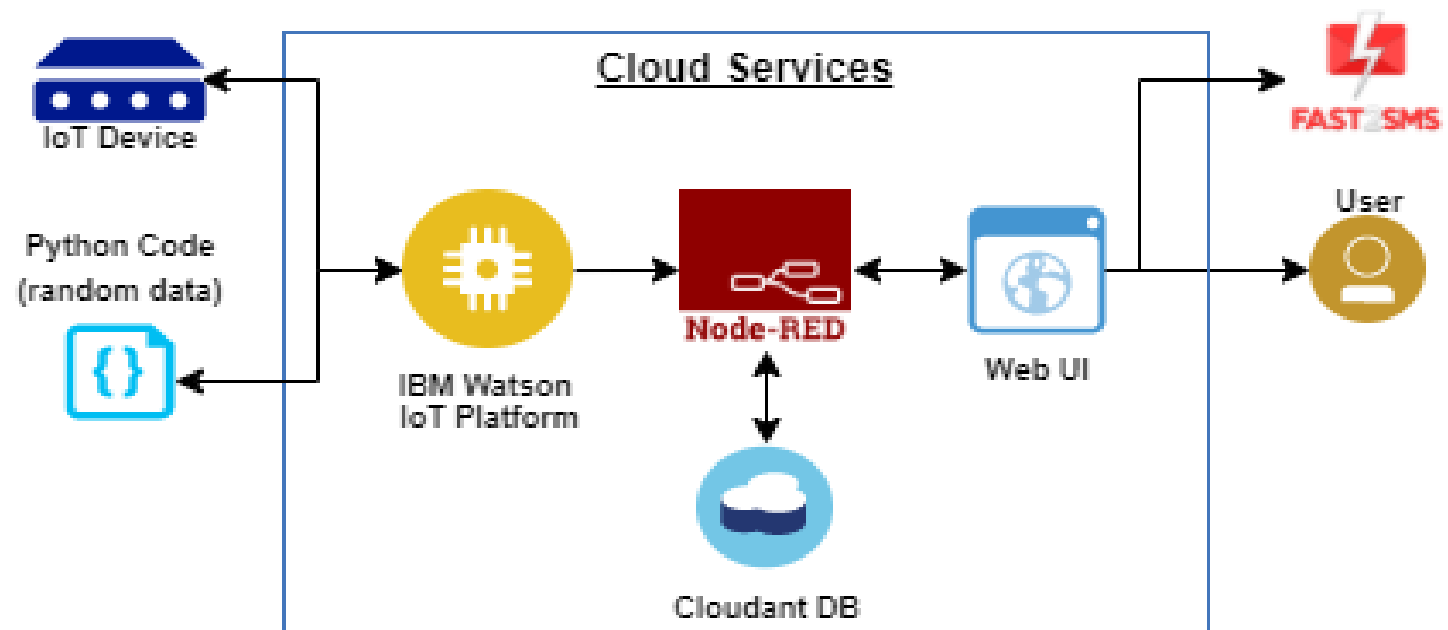 Cloud Services
IoT Device
FAST2SMS
User
Python Code
(random data)
{}
Node-RED
Web UI
IBM Watson
IoT Platform
Cloudant DB